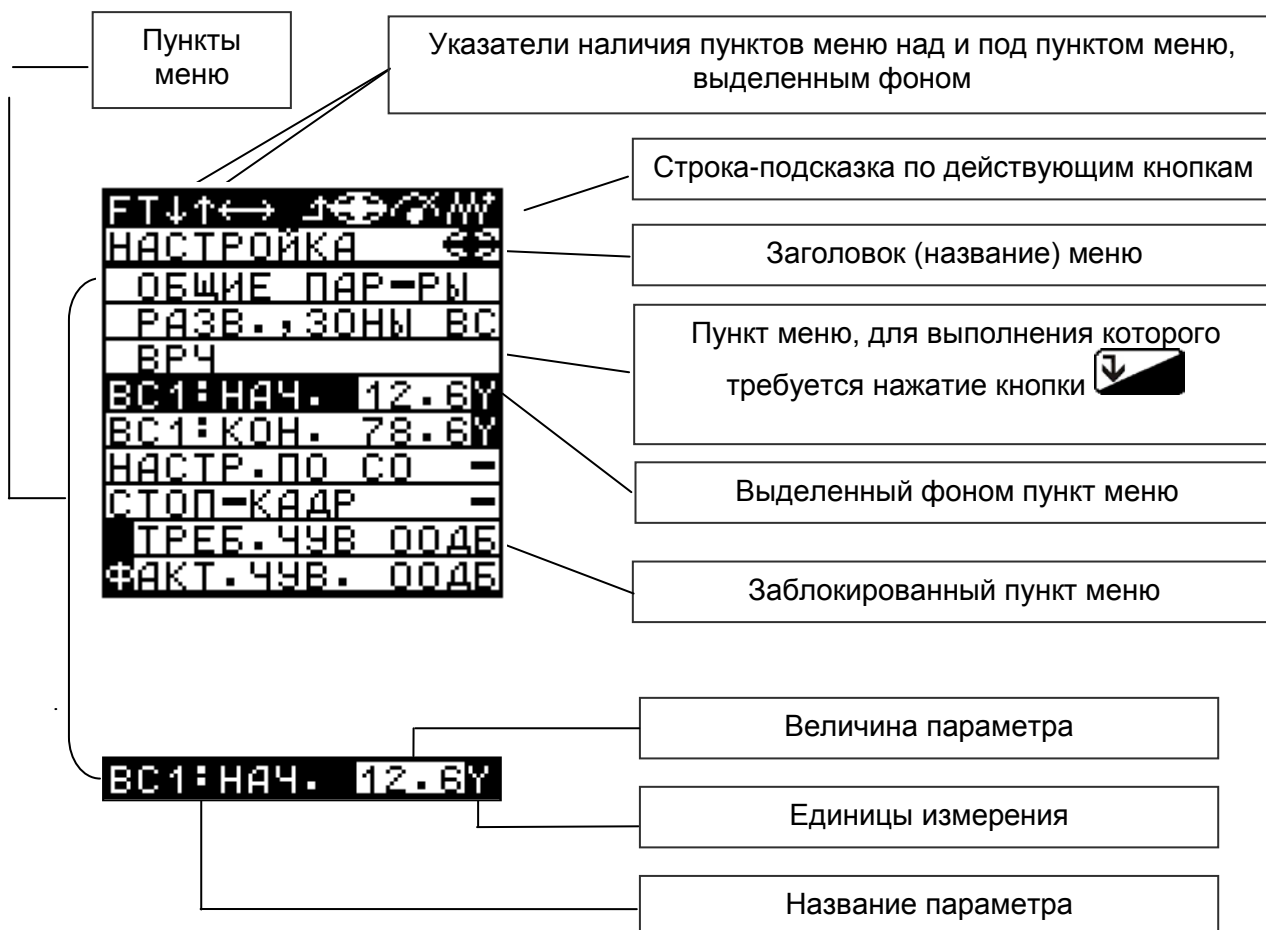 Пункты
меню
Указатели наличия пунктов меню над и под пунктом меню,
выделенным фоном
Строка-подсказка по действующим кнопкам
FT↓↑↔
НАСТРОЙКА
Заголовок (название) меню
ОБЩИЕ ПАР-РЫ
РАЗВ.,ЗОНЫ ВС
ВРЧ
Пункт меню, для выполнения которого
требуется нажатие кнопки
ВС1:НАЧ. 12.6Y
ВС1:КОН. 78.6Y
НАСТР.ПО СО -
СТОП-КАДР -
Выделенный фоном пункт меню
ТРЕБ.ЧУВ 00ДБ
ФАКТ.ЧУВ. 00ДБ
Заблокированный пункт меню
Величина параметра
ВС1:НАЧ. 12.6Y
Единицы измерения
Название параметра